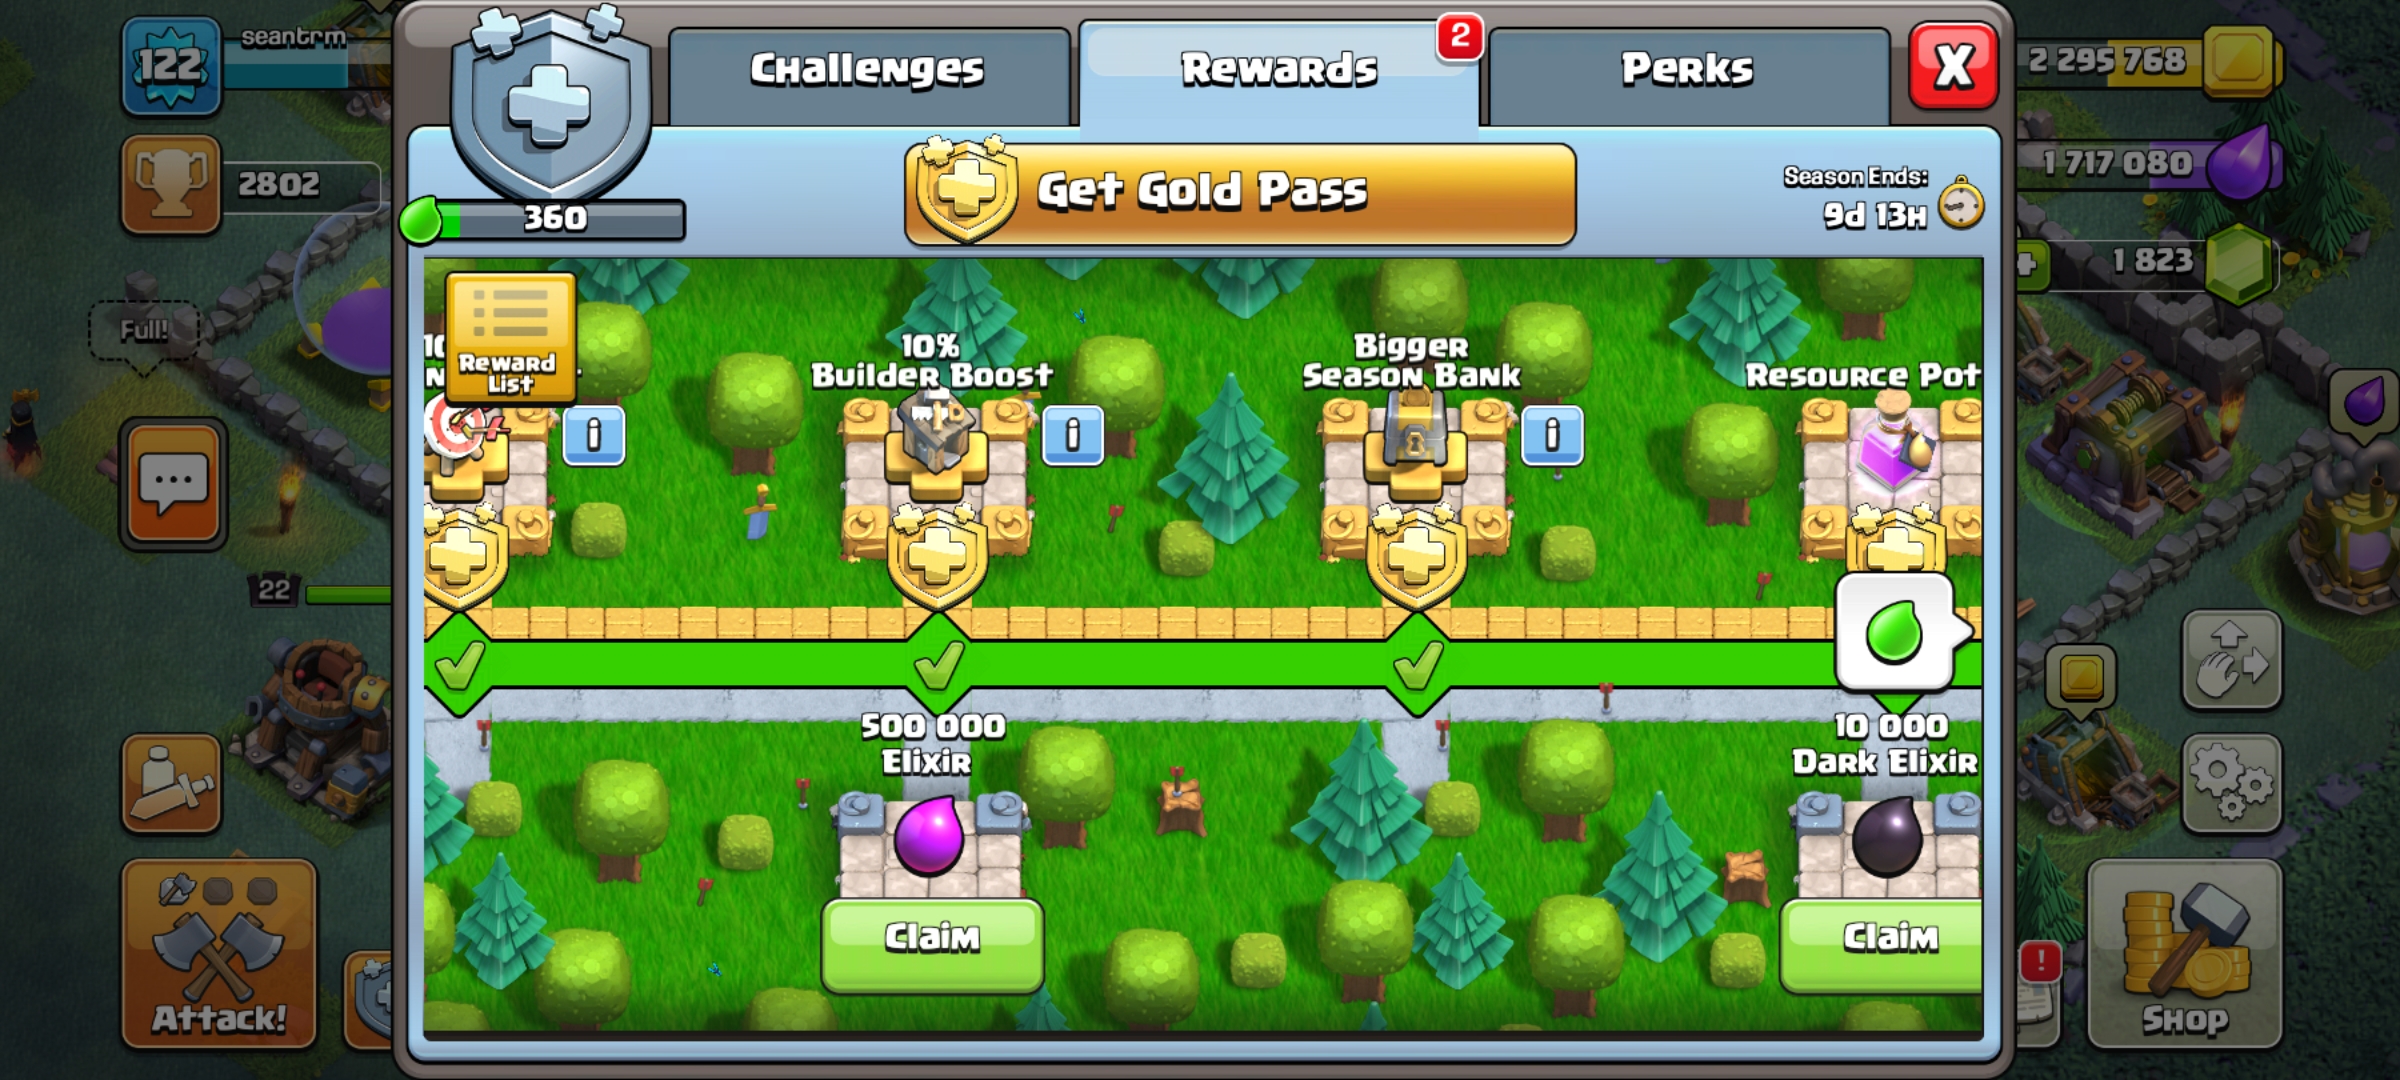 122
seantrm
Challenges
Rewards
2
Perks
X
2 295 768
2802
Get Gold Pass
Season Ends:
9d 13h
1 717 080
360
1 823
Full!
Reward
List
10%
Builder Boost
Bigger
Season Bank
Resource Pot
i
i
i
22
500 000
Elixir
10 000
Dark Elixir
Claim
Claim
Attack!
!
Shop